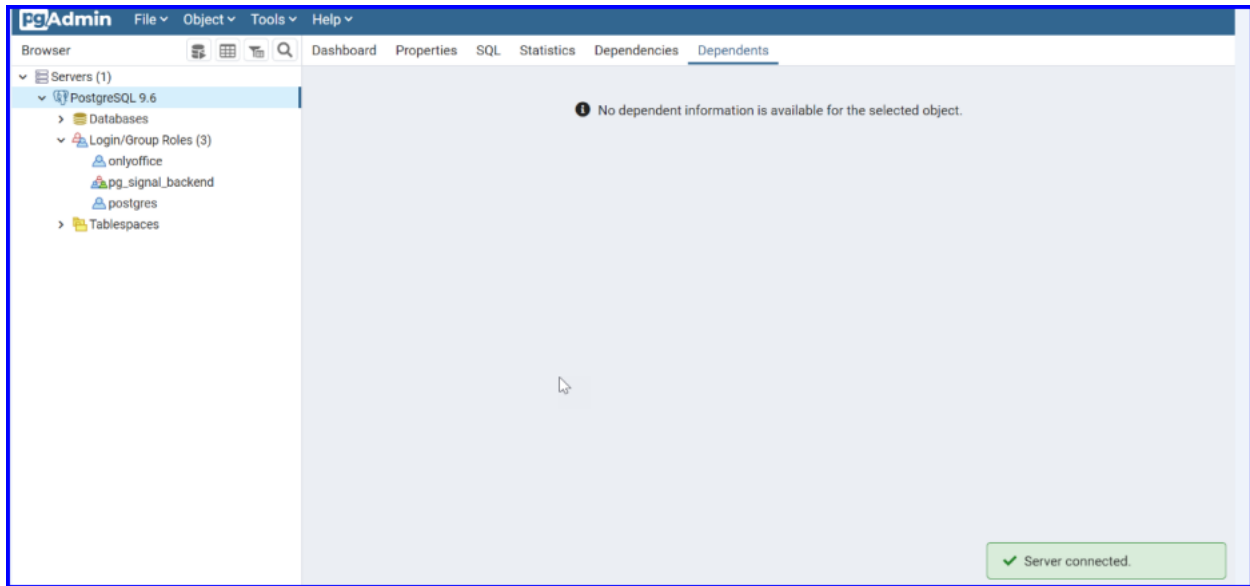 pgAdmin File Object Tools Help
Browser Dashboard Properties SQL Statistics Dependencies Dependents
Servers (1)
PostgreSQL 9.6
Databases
Login/Group Roles (3)
onlyoffice
pg_signal_backend
postgres
Tablespaces
No dependent information is available for the selected object.
Server connected.